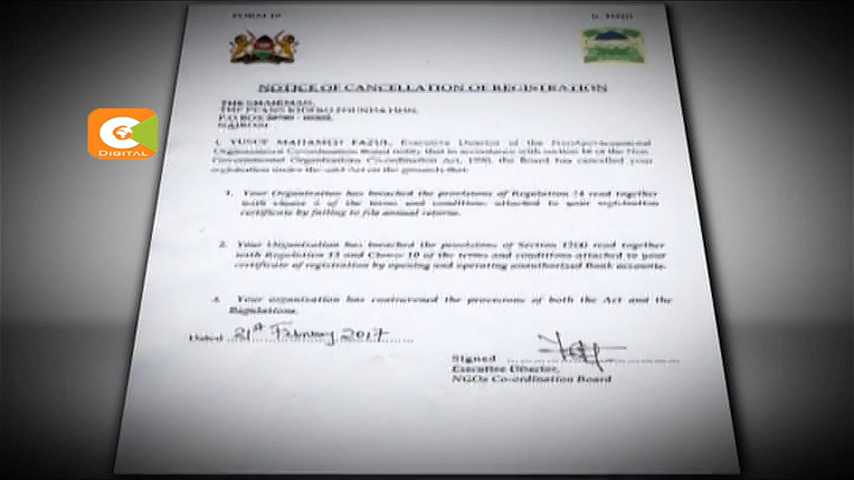 FORM
NOTICE OF CANCELLATION OF REGISTRATION
THE CHAIRMAN,
FOUNDATION,
P.O BOX
NAIROBI
C
DIGITAL
I, YUSUF MAHAMED FAZUL, Executive Director of the Non-Governmental
Organizations Co-ordination Board notify that in accordance with section 16 of the Non-
Governmental Organizations Co-ordination Act, 1990, the Board has cancelled your
registration under the said Act on the grounds that:
1. Your Organization has breached the provisions of Regulation 24 read together
with clause of the terms and conditions attached to your registration
certificate by failing to file annual returns.
2. Your Organization has breached the provisions of Section read together
with Regulation 13 and Clause 10 of the terms and conditions attached to your
certificate of registration by opening and operating unauthorized Bank accounts.
3. Your organisation has contravened the provisions of both the Act and the
Regulations.
Dated 21st February 2017
Signed
Executive Director,
NGOs Co-ordination Board